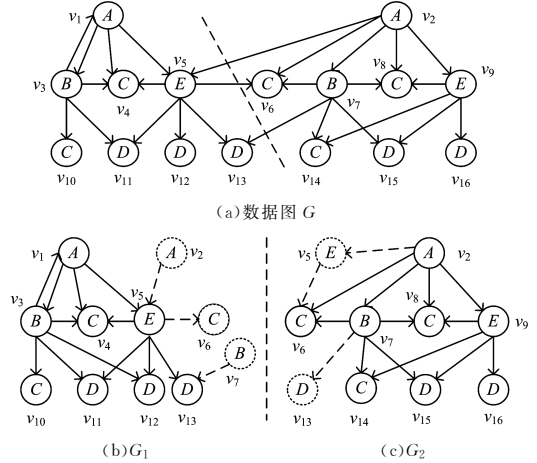 v1 A A v2
v5 v8 v9
v3 B C E C B C E
v4 v6 v7
C D D D C D D
v10 v11 v12 v13 v14 v15 v16
(a)数据图 G
v1 A A v2 v5 E A v2
v3 v5 v8
B C E C C B C E v9
v4 v6 v6 v7
B
v7
C D D D D C D D
v10 v11 v12 v13 v13 v14 v15 v16
(b)G1 (c)G2